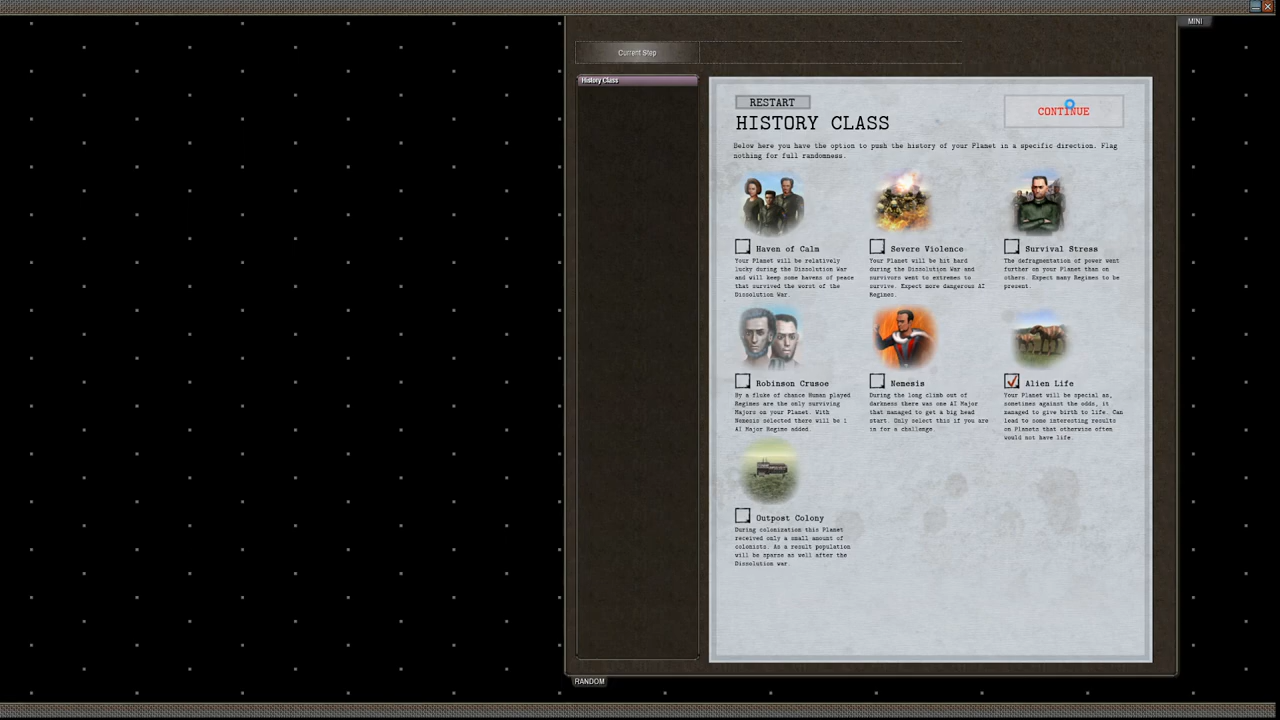 MINI
Current Step
History Class
RESTART
HISTORY CLASS
CONTINUE
Below here you have the option to push the history of your Planet in a specific direction. Flag
nothing for full randomness.
Haven of Calm
Your Planet will be relatively
lucky during the Dissolution War
and will keep some havens of peace
that survived the worst of the
Dissolution War.
Severe Violence
Your Planet will be hit hard
during the Dissolution War and
survivors went to extremes to
survive. Expect more dangerous AI
Regimes.
Survival Stress
The defragmentation of power went
further on your Planet than on
others. Expect many Regimes to be
present.
Robinson Crusoe
By a fluke of chance Human played
Regimes are the only surviving
Majors on your Planet. With
Nemesis selected there will be 1
AI Major Regime added.
Nemesis
During the long climb out of
darkness there was one AI Major
that managed to get a big head
start. Only select this if you are
in for a challenge.
Alien Life
Your Planet will be special as,
sometimes against the odds, it
managed to give birth to life. Can
lead to some interesting results
on Planets that otherwise often
would not have life.
Outpost Colony
During colonization this Planet
received only a small amount of
colonists. As a result population
will be sparse as well after the
Dissolution war.
RANDOM